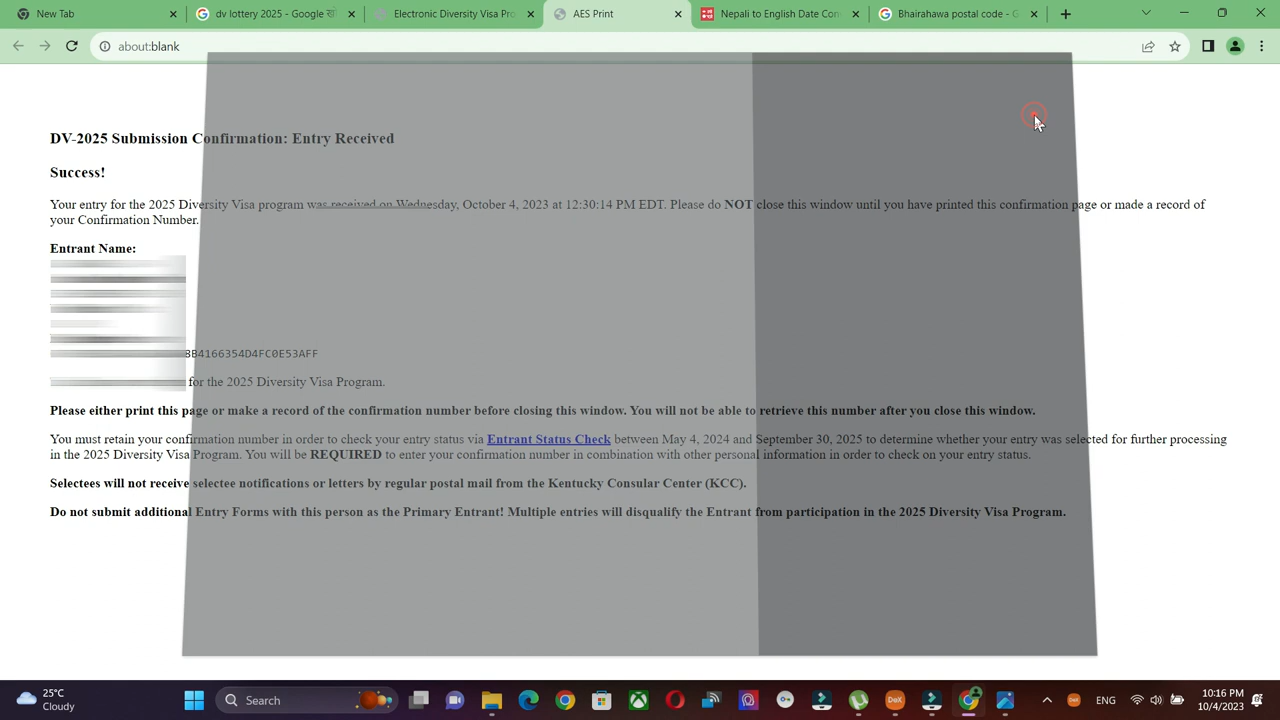 New Tab
dv lottery 2025 - Google
Electronic Diversity Visa Pro
AES Print
Nepali to English Date Con
Bhairahawa postal code - G
about:blank
DV-2025 Submission Confirmation: Entry Received
Success!
Your entry for the 2025 Diversity Visa program was received on Wednesday, October 4, 2023 at 12:30:14 PM EDT. Please do NOT close this window until you have printed this confirmation page or made a record of
your Confirmation Number.
Entrant Name:
8B4166354D4FC0E53AFF
for the 2025 Diversity Visa Program.
Please either print this page or make a record of the confirmation number before closing this window. You will not be able to retrieve this number after you close this window.
You must retain your confirmation number in order to check your entry status via Entrant Status Check between May 4, 2024 and September 30, 2025 to determine whether your entry was selected for further processing
in the 2025 Diversity Visa Program. You will be REQUIRED to enter your confirmation number in combination with other personal information in order to check on your entry status.
Selectees will not receive selectee notifications or letters by regular postal mail from the Kentucky Consular Center (KCC).
Do not submit additional Entry Forms with this person as the Primary Entrant! Multiple entries will disqualify the Entrant from participation in the 2025 Diversity Visa Program.
25°C
Cloudy
Search
DeX
DeX
ENG
10:16 PM
10/4/2023